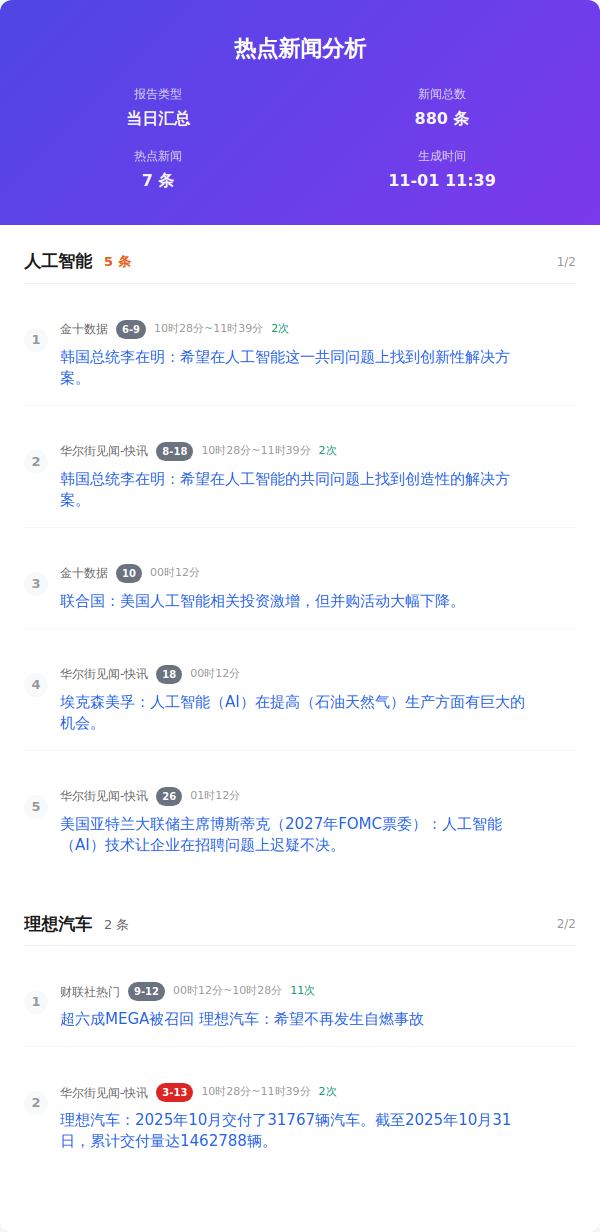 热点新闻分析
报告类型
新闻总数
当日汇总
880 条
热点新闻
生成时间
7 条
11-01 11:39
人工智能 5 条 1/2
1
金十数据 6-9 10时28分~11时39分 2次
韩国总统李在明：希望在人工智能这一共同问题上找到创新性解决方
案。
2
华尔街见闻-快讯 8-18 10时28分~11时39分 2次
韩国总统李在明：希望在人工智能的共同问题上找到创造性的解决方
案。
3
金十数据 10 00时12分
联合国：美国人工智能相关投资激增，但并购活动大幅下降。
4
华尔街见闻-快讯 18 00时12分
埃克森美孚：人工智能（AI）在提高（石油天然气）生产方面有巨大的
机会。
5
华尔街见闻-快讯 26 01时12分
美国亚特兰大联储主席博斯蒂克（2027年FOMC票委）：人工智能
（AI）技术让企业在招聘问题上迟疑不决。
理想汽车 2 条 2/2
1
财联社热门 9-12 00时12分~10时28分 11次
超六成MEGA被召回 理想汽车：希望不再发生自燃事故
2
华尔街见闻-快讯 3-13 10时28分~11时39分 2次
理想汽车：2025年10月交付了31767辆汽车。截至2025年10月31
日，累计交付量达1462788辆。